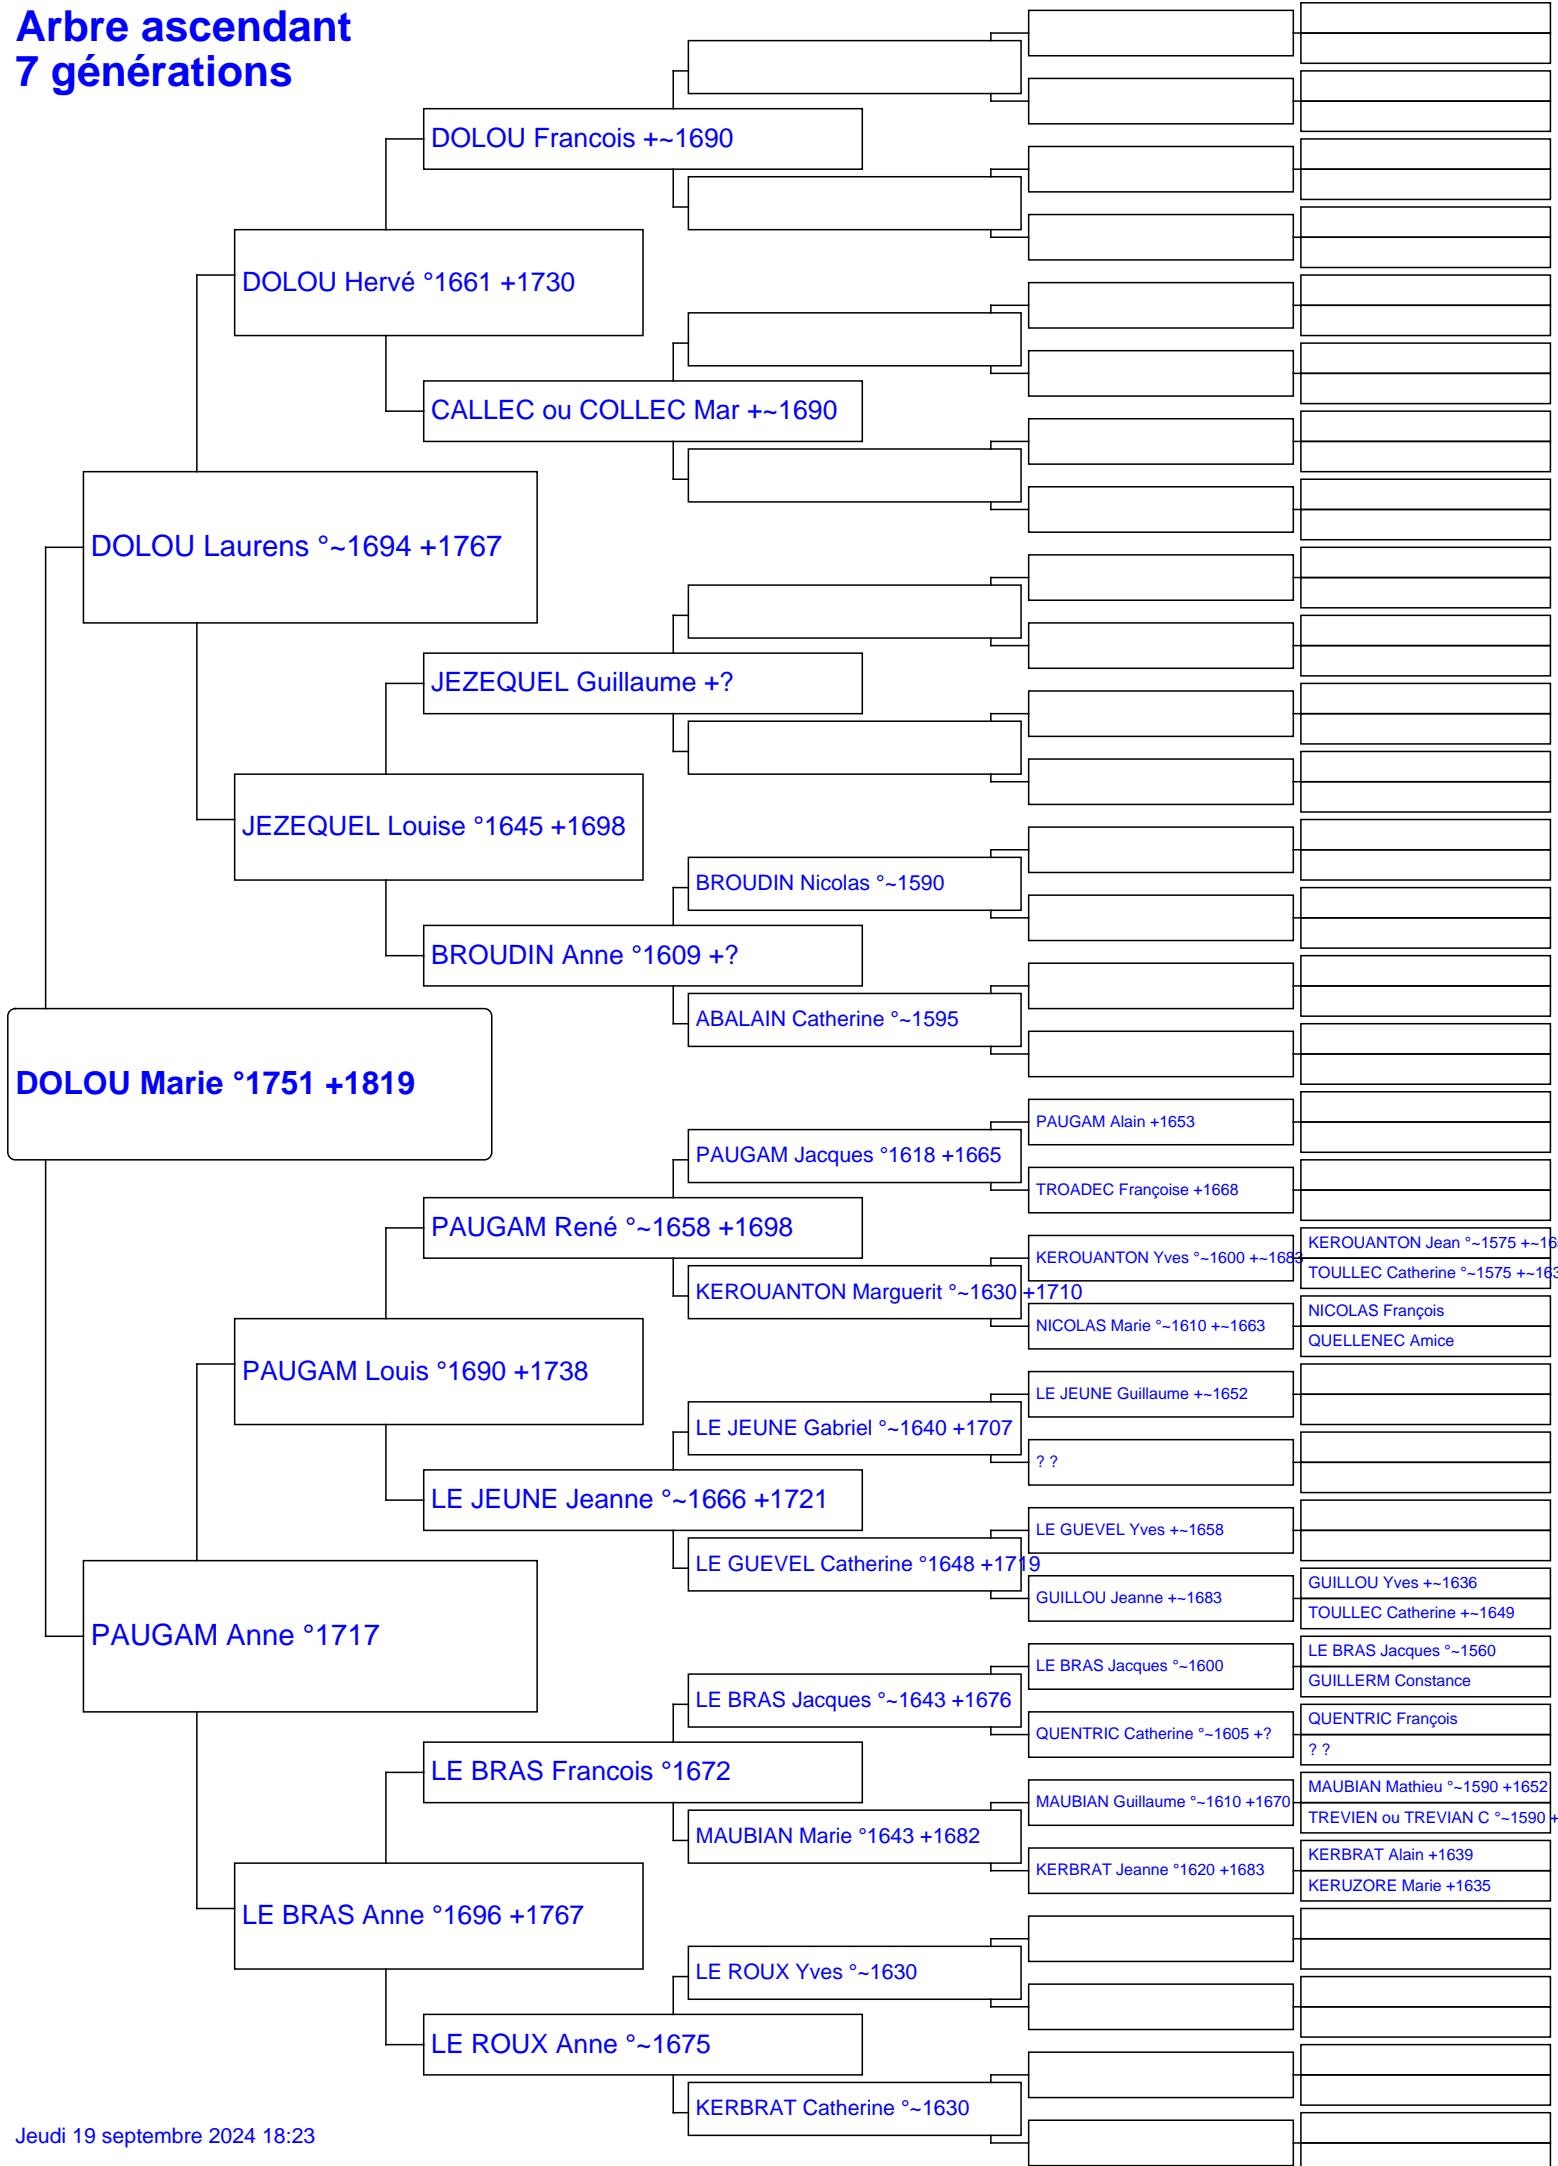 Arbre ascendant
7 générations
DOLOU Francois +~1690
DOLOU Hervé °1661 +1730
CALLEC ou COLLEC Mar +~1690
DOLOU Laurens °~1694 +1767
JEZEQUEL Guillaume +?
JEZEQUEL Louise °1645 +1698
BROUDIN Nicolas °~1590
BROUDIN Anne °1609 +?
ABALAIN Catherine °~1595
DOLOU Marie °1751 +1819
PAUGAM Alain +1653
PAUGAM Jacques °1618 +1665
TROADEC Françoise +1668
PAUGAM René °~1658 +1698
KEROUANTON Jean °~1575 +~16
KEROUANTON Yves °~1600 +~1683
TOULLEC Catherine °~1575 +~163
KEROUANTON Marguerit °~1630 +1710
NICOLAS François
NICOLAS Marie °~1610 +~1663
QUELLENEC Amice
PAUGAM Louis °1690 +1738
LE JEUNE Guillaume +~1652
LE JEUNE Gabriel °~1640 +1707
? ?
LE JEUNE Jeanne °~1666 +1721
LE GUEVEL Yves +~1658
LE GUEVEL Catherine °1648 +1719
GUILLOU Yves +~1636
GUILLOU Jeanne +~1683
TOULLEC Catherine +~1649
PAUGAM Anne °1717
LE BRAS Jacques °~1560
LE BRAS Jacques °~1600
GUILLERM Constance
LE BRAS Jacques °~1643 +1676
QUENTRIC François
QUENTRIC Catherine °~1605 +?
? ?
LE BRAS Francois °1672
MAUBIAN Mathieu °~1590 +1652
MAUBIAN Guillaume °~1610 +1670
TREVIEN ou TREVIAN C °~1590 +
MAUBIAN Marie °1643 +1682
KERBRAT Alain +1639
KERBRAT Jeanne °1620 +1683
KERUZORE Marie +1635
LE BRAS Anne °1696 +1767
LE ROUX Yves °~1630
LE ROUX Anne °~1675
KERBRAT Catherine °~1630
Jeudi 19 septembre 2024 18:23